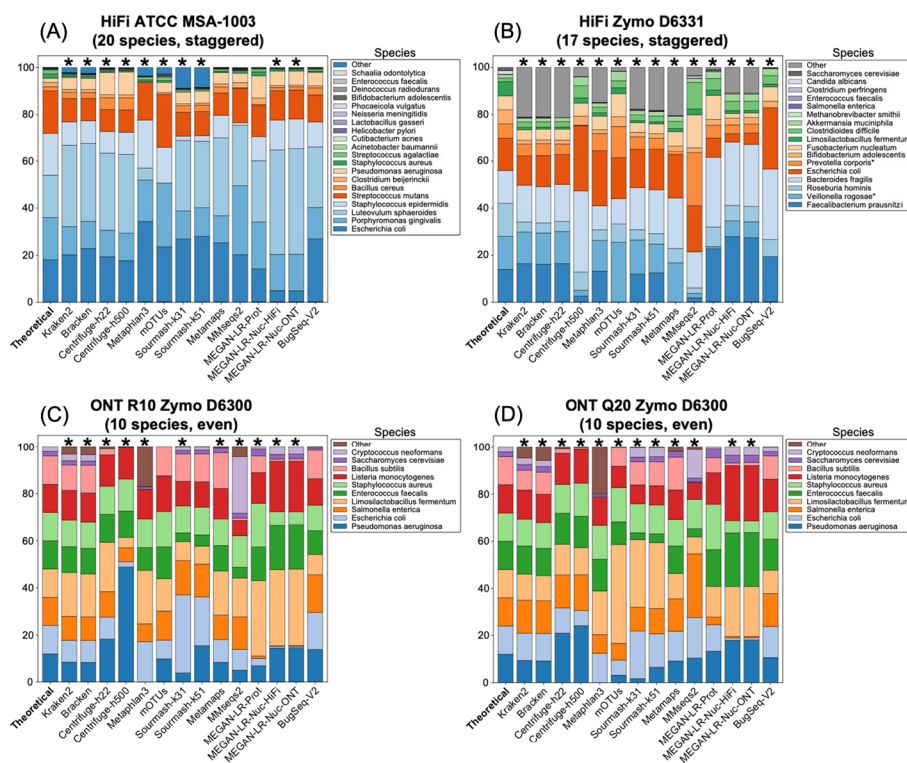 (A)
HiFi ATCC MSA-1003
(20 species, staggered)
Species
Other
Schaalia odontolytica
Enterococcus faecalis
Deinococcus radiodurans
Bifidobacterium adolescentis
Phocaeicola vulgatus
Neisseria meningitidis
Lactobacillus gasseri
Helicobacter pylori
Cutibacterium acnes
Acinetobacter baumannii
Streptococcus agalactiae
Staphylococcus aureus
Pseudomonas aeruginosa
Clostridium beijerinckii
Bacillus cereus
Streptococcus mutans
Staphylococcus epidermidis
Luteovulum sphaeroides
Porphyromonas gingivalis
Escherichia coli
100
80
60
40
20
0
* * * * * * * * * *
Theoretical
Kraken2
Bracken
Centrifuge-h22
Centrifuge-h500
Metaphlan3
mOTUs
Sourmash-k31
Sourmash-k51
Metamaps
MMseqs2
MEGAN-LR-Prot
MEGAN-LR-Nuc-HiFi
MEGAN-LR-Nuc-ONT
BugSeq-V2
(B)
HiFi Zymo D6331
(17 species, staggered)
Species
Other
Saccharomyces cerevisiae
Candida albicans
Clostridium perfringens
Enterococcus faecalis
Salmonella enterica
Methanobrevibacter smithii
Akkermansia muciniphila
Clostridioides difficile
Limosilactobacillus fermentum
Fusobacterium nucleatum
Bifidobacterium adolescentis
Prevotella corporis*
Escherichia coli
Bacteroides fragilis
Roseburia hominis
Veillonella rogosae*
Faecalibacterium prausnitzi
100
80
60
40
20
0
* * * * * * * * * * * * * *
Theoretical
Kraken2
Bracken
Centrifuge-h22
Centrifuge-h500
Metaphlan3
mOTUs
Sourmash-k31
Sourmash-k51
Metamaps
MMseqs2
MEGAN-LR-Prot
MEGAN-LR-Nuc-HiFi
MEGAN-LR-Nuc-ONT
BugSeq-V2
(C)
ONT R10 Zymo D6300
(10 species, even)
Species
Other
Cryptococcus neoformans
Saccharomyces cerevisiae
Bacillus subtilis
Listeria monocytogenes
Staphylococcus aureus
Enterococcus faecalis
Limosilactobacillus fermentum
Salmonella enterica
Escherichia coli
Pseudomonas aeruginosa
100
80
60
40
20
0
* * * * * * * * * * *
Theoretical
Kraken2
Bracken
Centrifuge-h22
Centrifuge-h500
Metaphlan3
mOTUs
Sourmash-k31
Sourmash-k51
Metamaps
MMseqs2
MEGAN-LR-Prot
MEGAN-LR-Nuc-HiFi
MEGAN-LR-Nuc-ONT
BugSeq-V2
(D)
ONT Q20 Zymo D6300
(10 species, even)
Species
Other
Cryptococcus neoformans
Saccharomyces cerevisiae
Bacillus subtilis
Listeria monocytogenes
Staphylococcus aureus
Enterococcus faecalis
Limosilactobacillus fermentum
Salmonella enterica
Escherichia coli
Pseudomonas aeruginosa
100
80
60
40
20
0
* * * * * * * * * * * *
Theoretical
Kraken2
Bracken
Centrifuge-h22
Centrifuge-h500
Metaphlan3
mOTUs
Sourmash-k31
Sourmash-k51
Metamaps
MMseqs2
MEGAN-LR-Prot
MEGAN-LR-Nuc-HiFi
MEGAN-LR-Nuc-ONT
BugSeq-V2